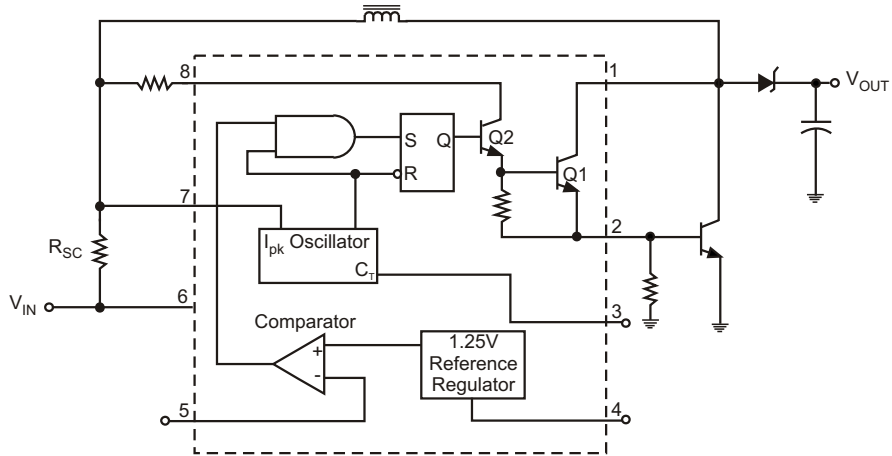 8
1
V_OUT
S
Q
Q2
R
Q1
7
2
I_pk Oscillator
R_SC
C_T
V_IN
6
3
Comparator
+
-
1.25V
Reference
Regulator
5
4